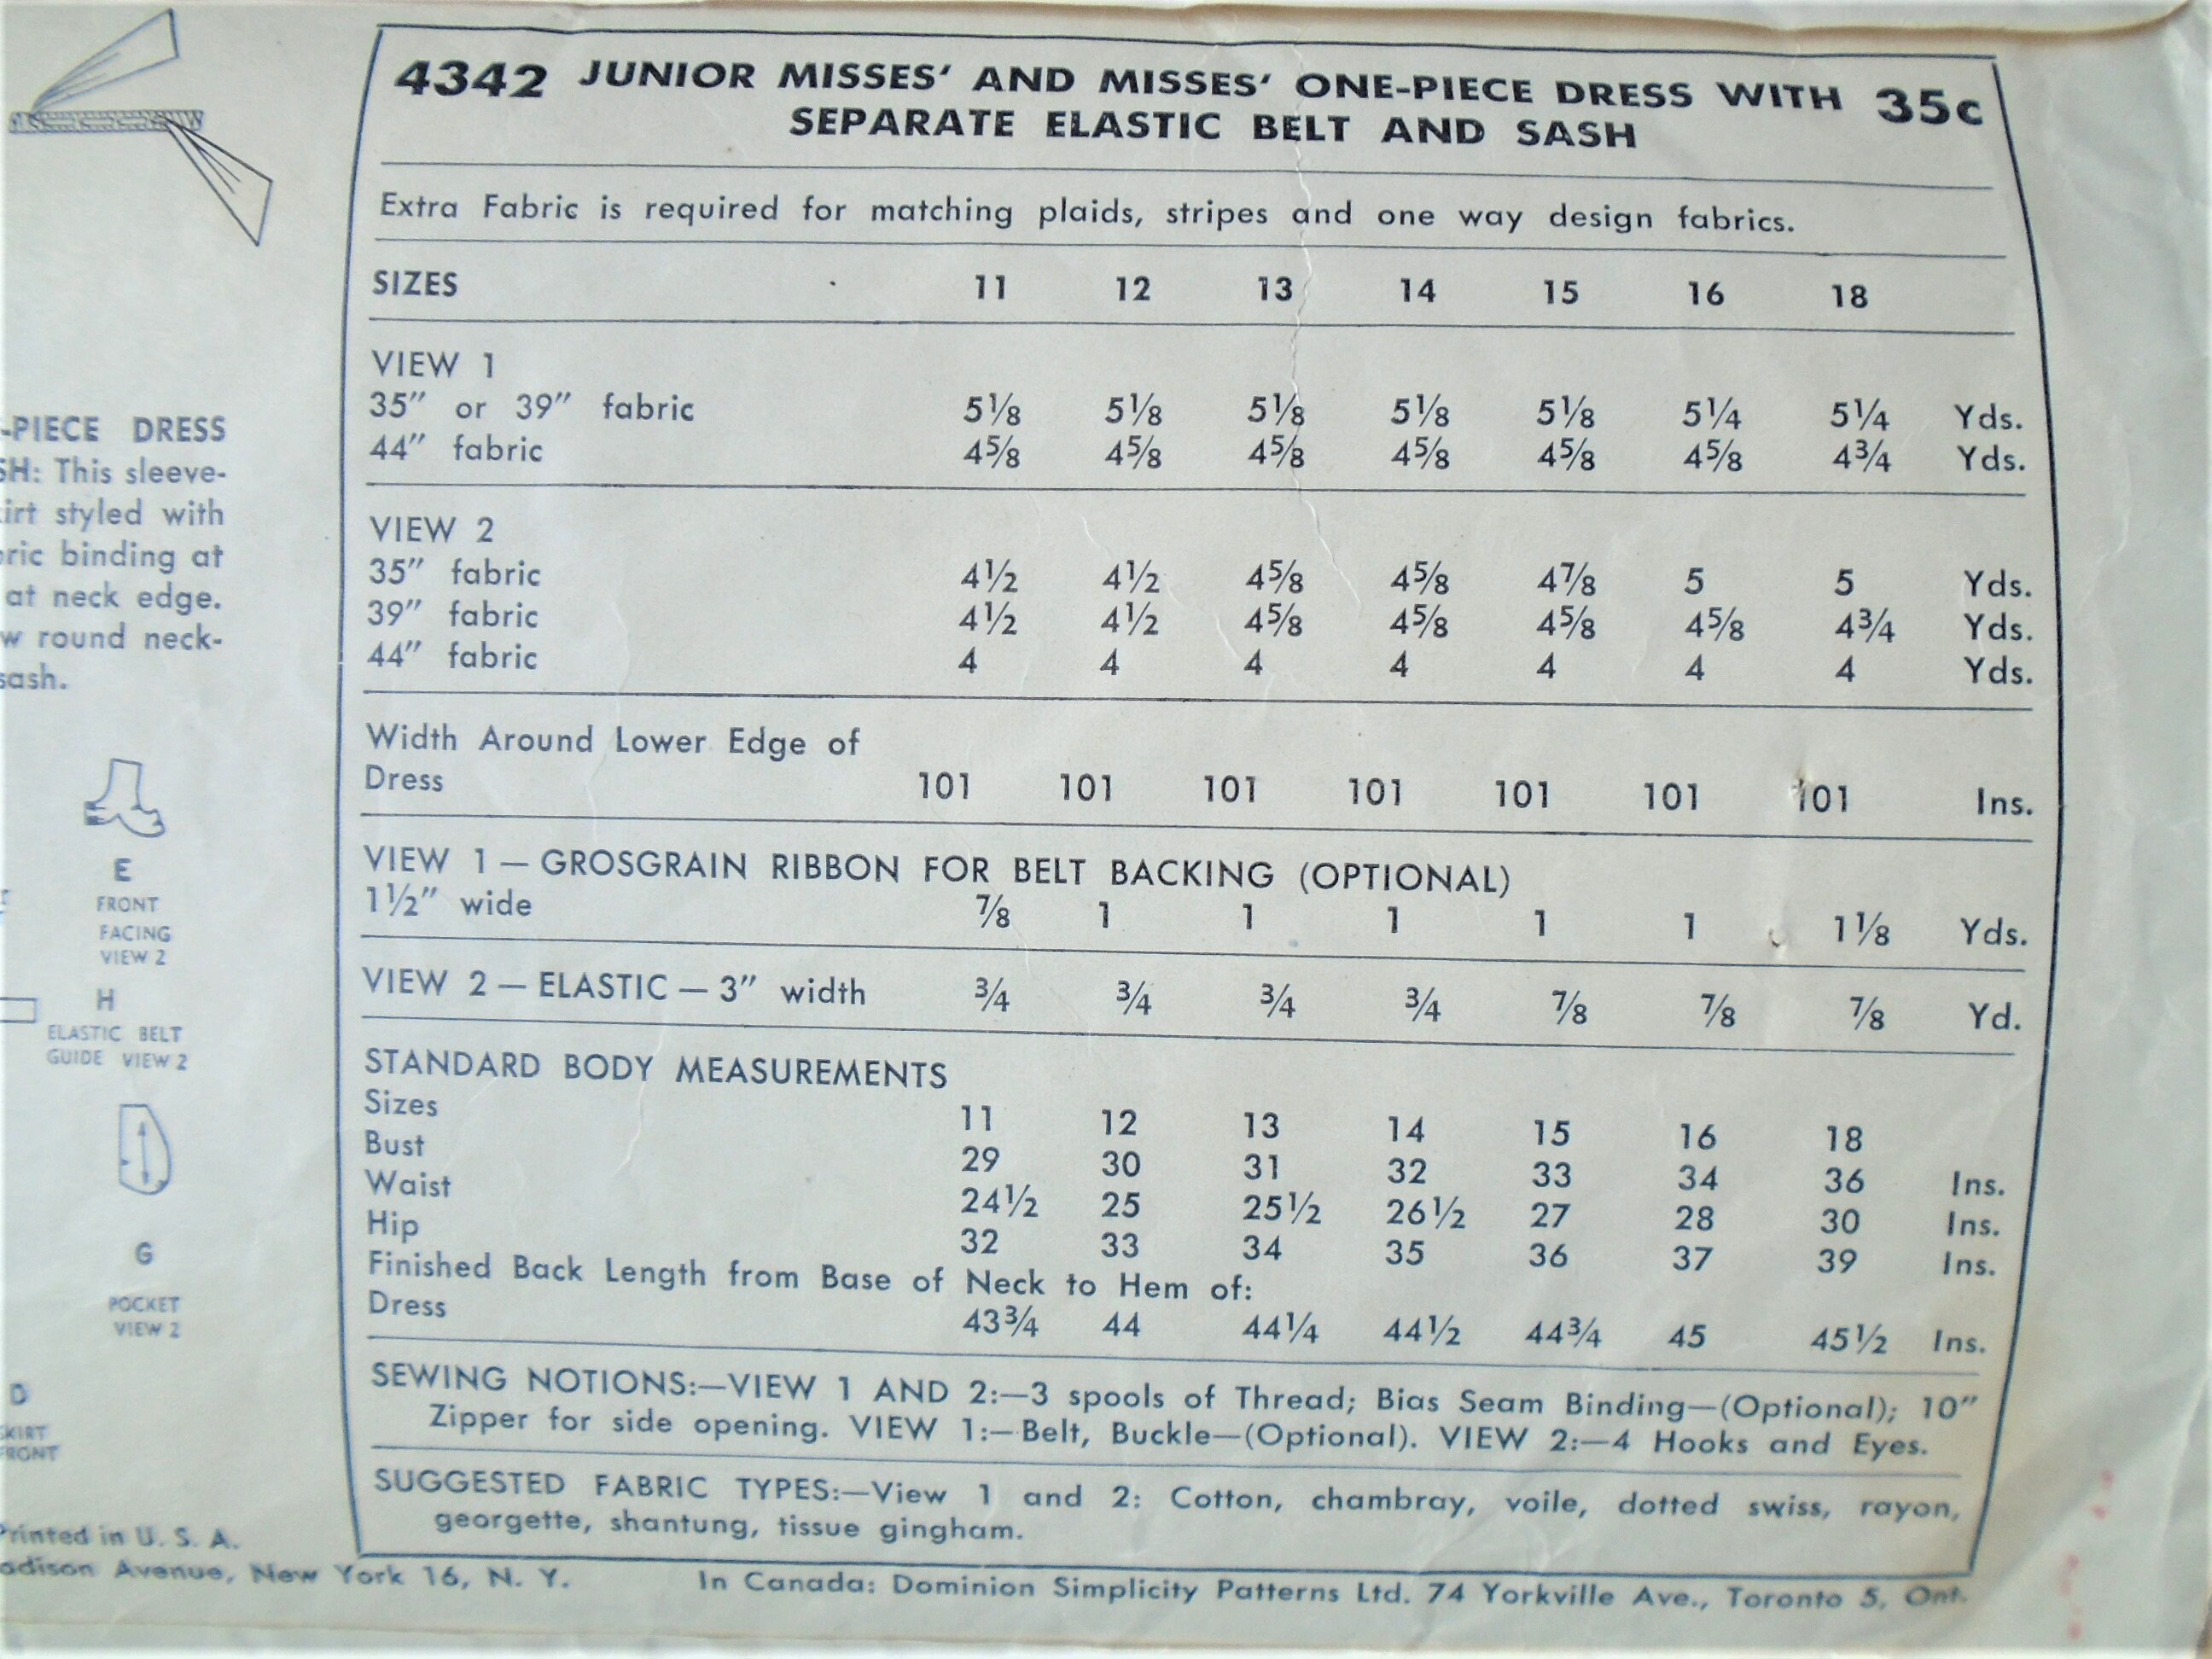 4342 JUNIOR MISSES' AND MISSES' ONE-PIECE DRESS WITH 35c
SEPARATE ELASTIC BELT AND SASH
Extra Fabric is required for matching plaids, stripes and one way design fabrics.
SIZES 11 12 13 14 15 16 18
VIEW 1
35" or 39" fabric 5⅛ 5⅛ 5⅛ 5⅛ 5⅛ 5¼ 5¼ Yds.
44" fabric 4⅝ 4⅝ 4⅝ 4⅝ 4⅝ 4⅝ 4¾ Yds.
VIEW 2
35" fabric 4½ 4½ 4⅝ 4⅝ 4⅞ 5 5 Yds.
39" fabric 4½ 4½ 4⅝ 4⅝ 4⅝ 4⅝ 4¾ Yds.
44" fabric 4 4 4 4 4 4 4 Yds.
Width Around Lower Edge of
Dress 101 101 101 101 101 101 101 Ins.
VIEW 1 — GROSGRAIN RIBBON FOR BELT BACKING (OPTIONAL)
1½" wide ⅞ 1 1 1 1 1 1⅛ Yds.
VIEW 2 — ELASTIC — 3" width ¾ ¾ ¾ ¾ ⅞ ⅞ ⅞ Yd.
STANDARD BODY MEASUREMENTS
Sizes 11 12 13 14 15 16 18
Bust 29 30 31 32 33 34 36 Ins.
Waist 24½ 25 25½ 26½ 27 28 30 Ins.
Hip 32 33 34 35 36 37 39 Ins.
Finished Back Length from Base of Neck to Hem of:
Dress 43¾ 44 44¼ 44½ 44¾ 45 45½ Ins.
SEWING NOTIONS:—VIEW 1 AND 2:—3 spools of Thread; Bias Seam Binding—(Optional); 10"
Zipper for side opening. VIEW 1:—Belt, Buckle—(Optional). VIEW 2:—4 Hooks and Eyes.
SUGGESTED FABRIC TYPES:—View 1 and 2: Cotton, chambray, voile, dotted swiss, rayon,
georgette, shantung, tissue gingham.
-PIECE DRESS
SH: This sleeve-
irt styled with
ric binding at
at neck edge.
w round neck-
sash.
E
FRONT
FACING
VIEW 2
H
ELASTIC BELT
GUIDE VIEW 2
G
POCKET
VIEW 2
D
SKIRT
FRONT
Printed in U. S. A.
adison Avenue, New York 16, N. Y. In Canada: Dominion Simplicity Patterns Ltd. 74 Yorkville Ave., Toronto 5, Ont.